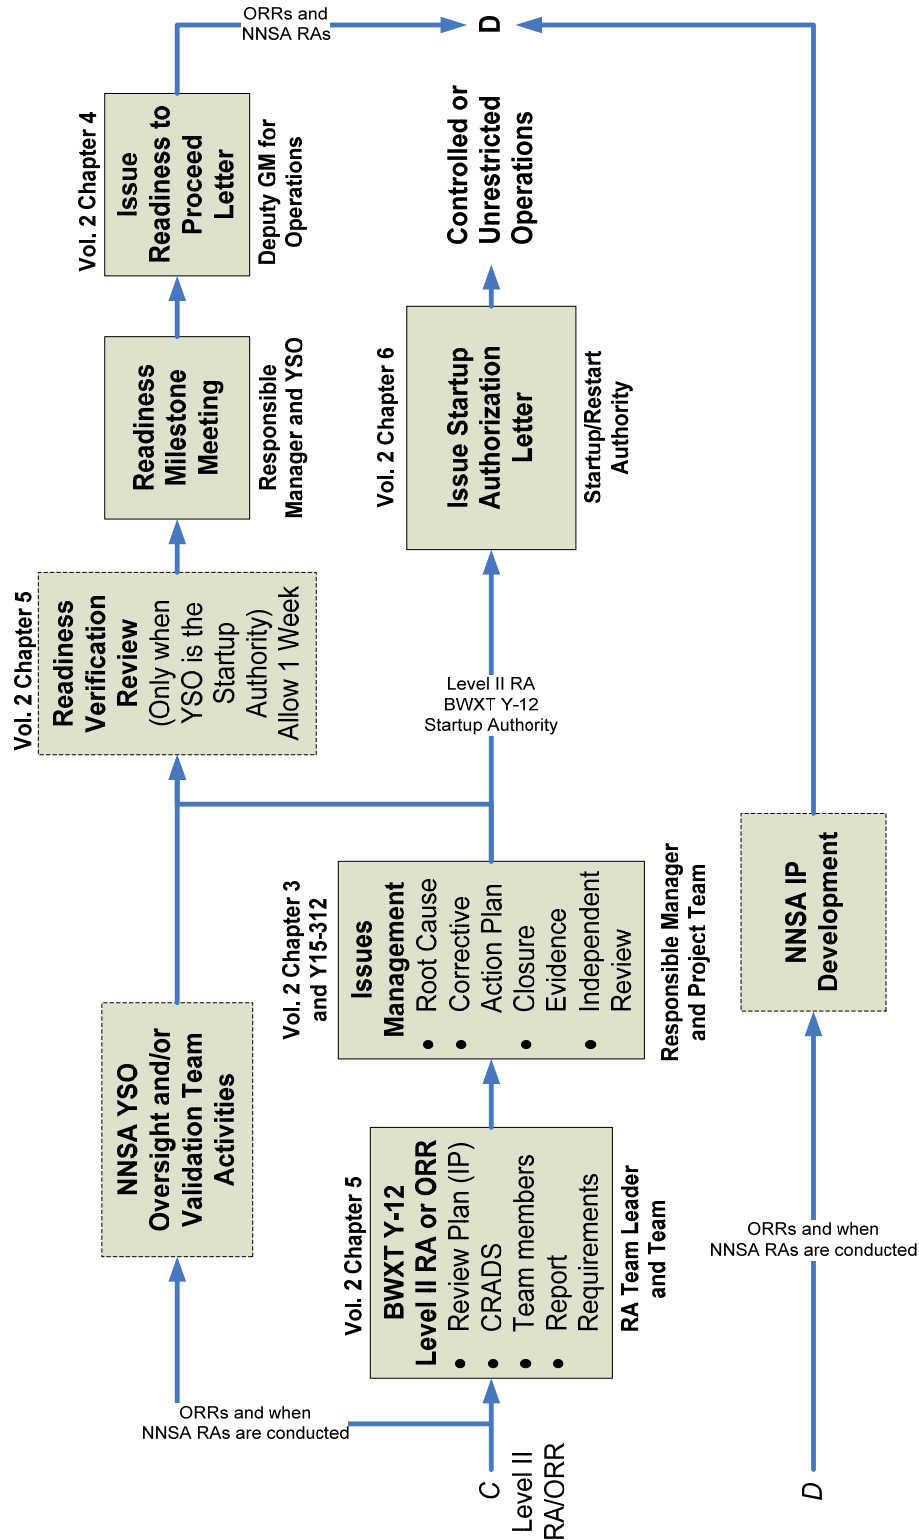 C
Level II
RA/ORR
ORRs and when
NNSA RAs are conducted
NNSA YSO
Oversight and/or
Validation Team
Activities
Vol. 2 Chapter 5
BWXT Y-12
Level II RA or ORR
• Review Plan (IP)
• CRADS
• Team members
• Report
Requirements
RA Team Leader
and Team
Vol. 2 Chapter 3
and Y15-312
Issues
Management
• Root Cause
• Corrective
Action Plan
• Closure
Evidence
• Independent
Review
Responsible Manager
and Project Team
Vol. 2 Chapter 5
Readiness
Verification
Review
(Only when
YSO is the
Startup
Authority)
Allow 1 Week
Readiness
Milestone
Meeting
Responsible
Manager and YSO
Vol. 2 Chapter 4
Issue
Readiness to
Proceed
Letter
Deputy GM for
Operations
ORRs and
NNSA RAs
D
Level II RA
BWXT Y-12
Startup Authority
Vol. 2 Chapter 6
Issue Startup
Authorization
Letter
Startup/Restart
Authority
Controlled or
Unrestricted
Operations
D
ORRs and when
NNSA RAs are conducted
NNSA IP
Development